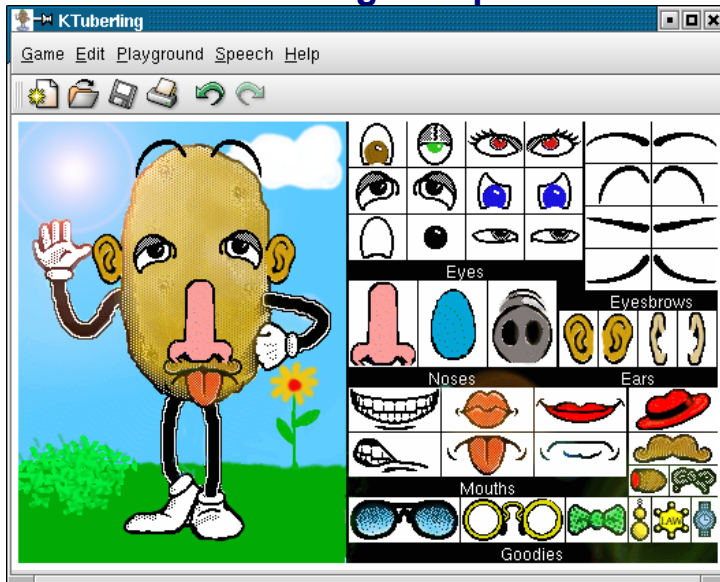 KTuberling
Game Edit Playground Speech Help
Eyes
Eyesbrows
Noses
Ears
Mouths
LAW
Goodies